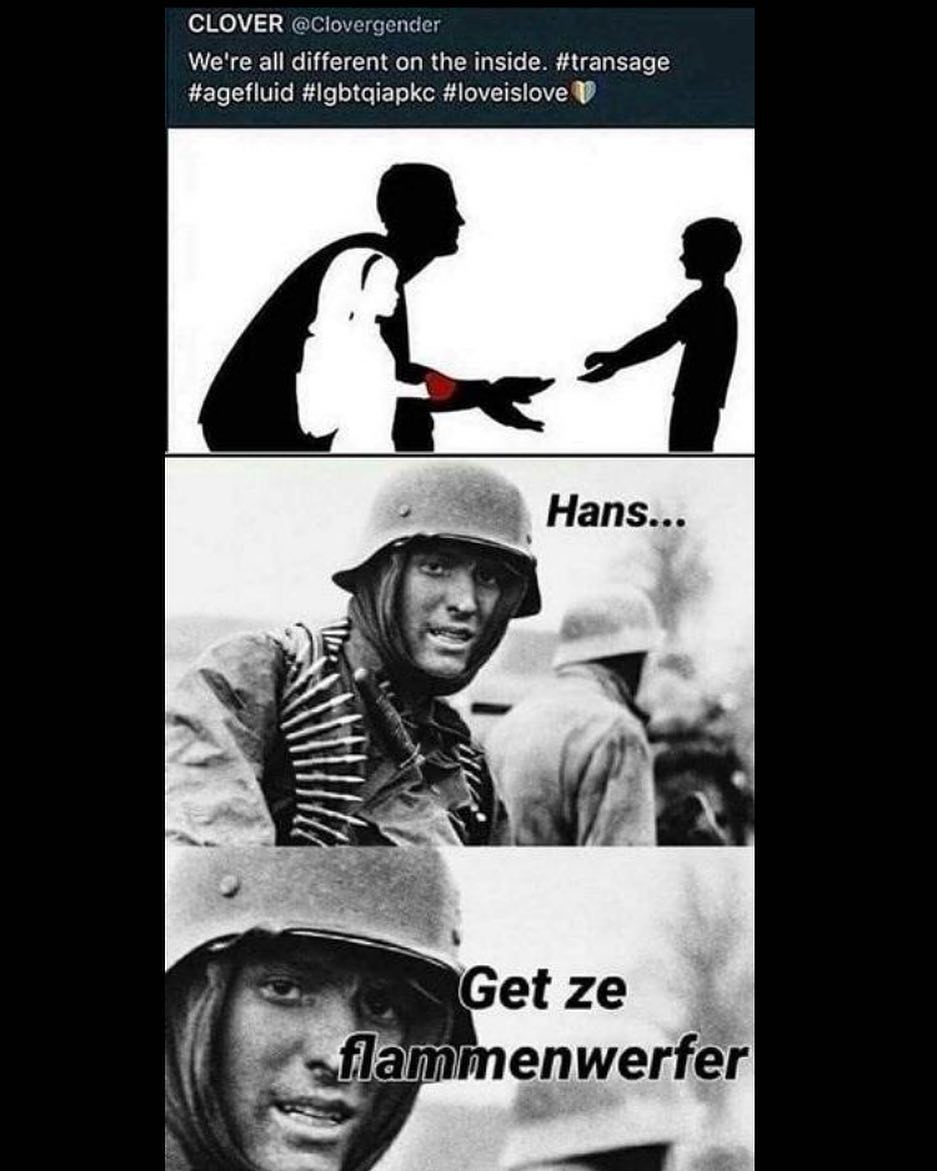 CLOVER @Clovergender
We're all different on the inside. #transage
#agefluid #lgbtqiapkc #loveislove
Hans...
Get ze
flammenwerfer